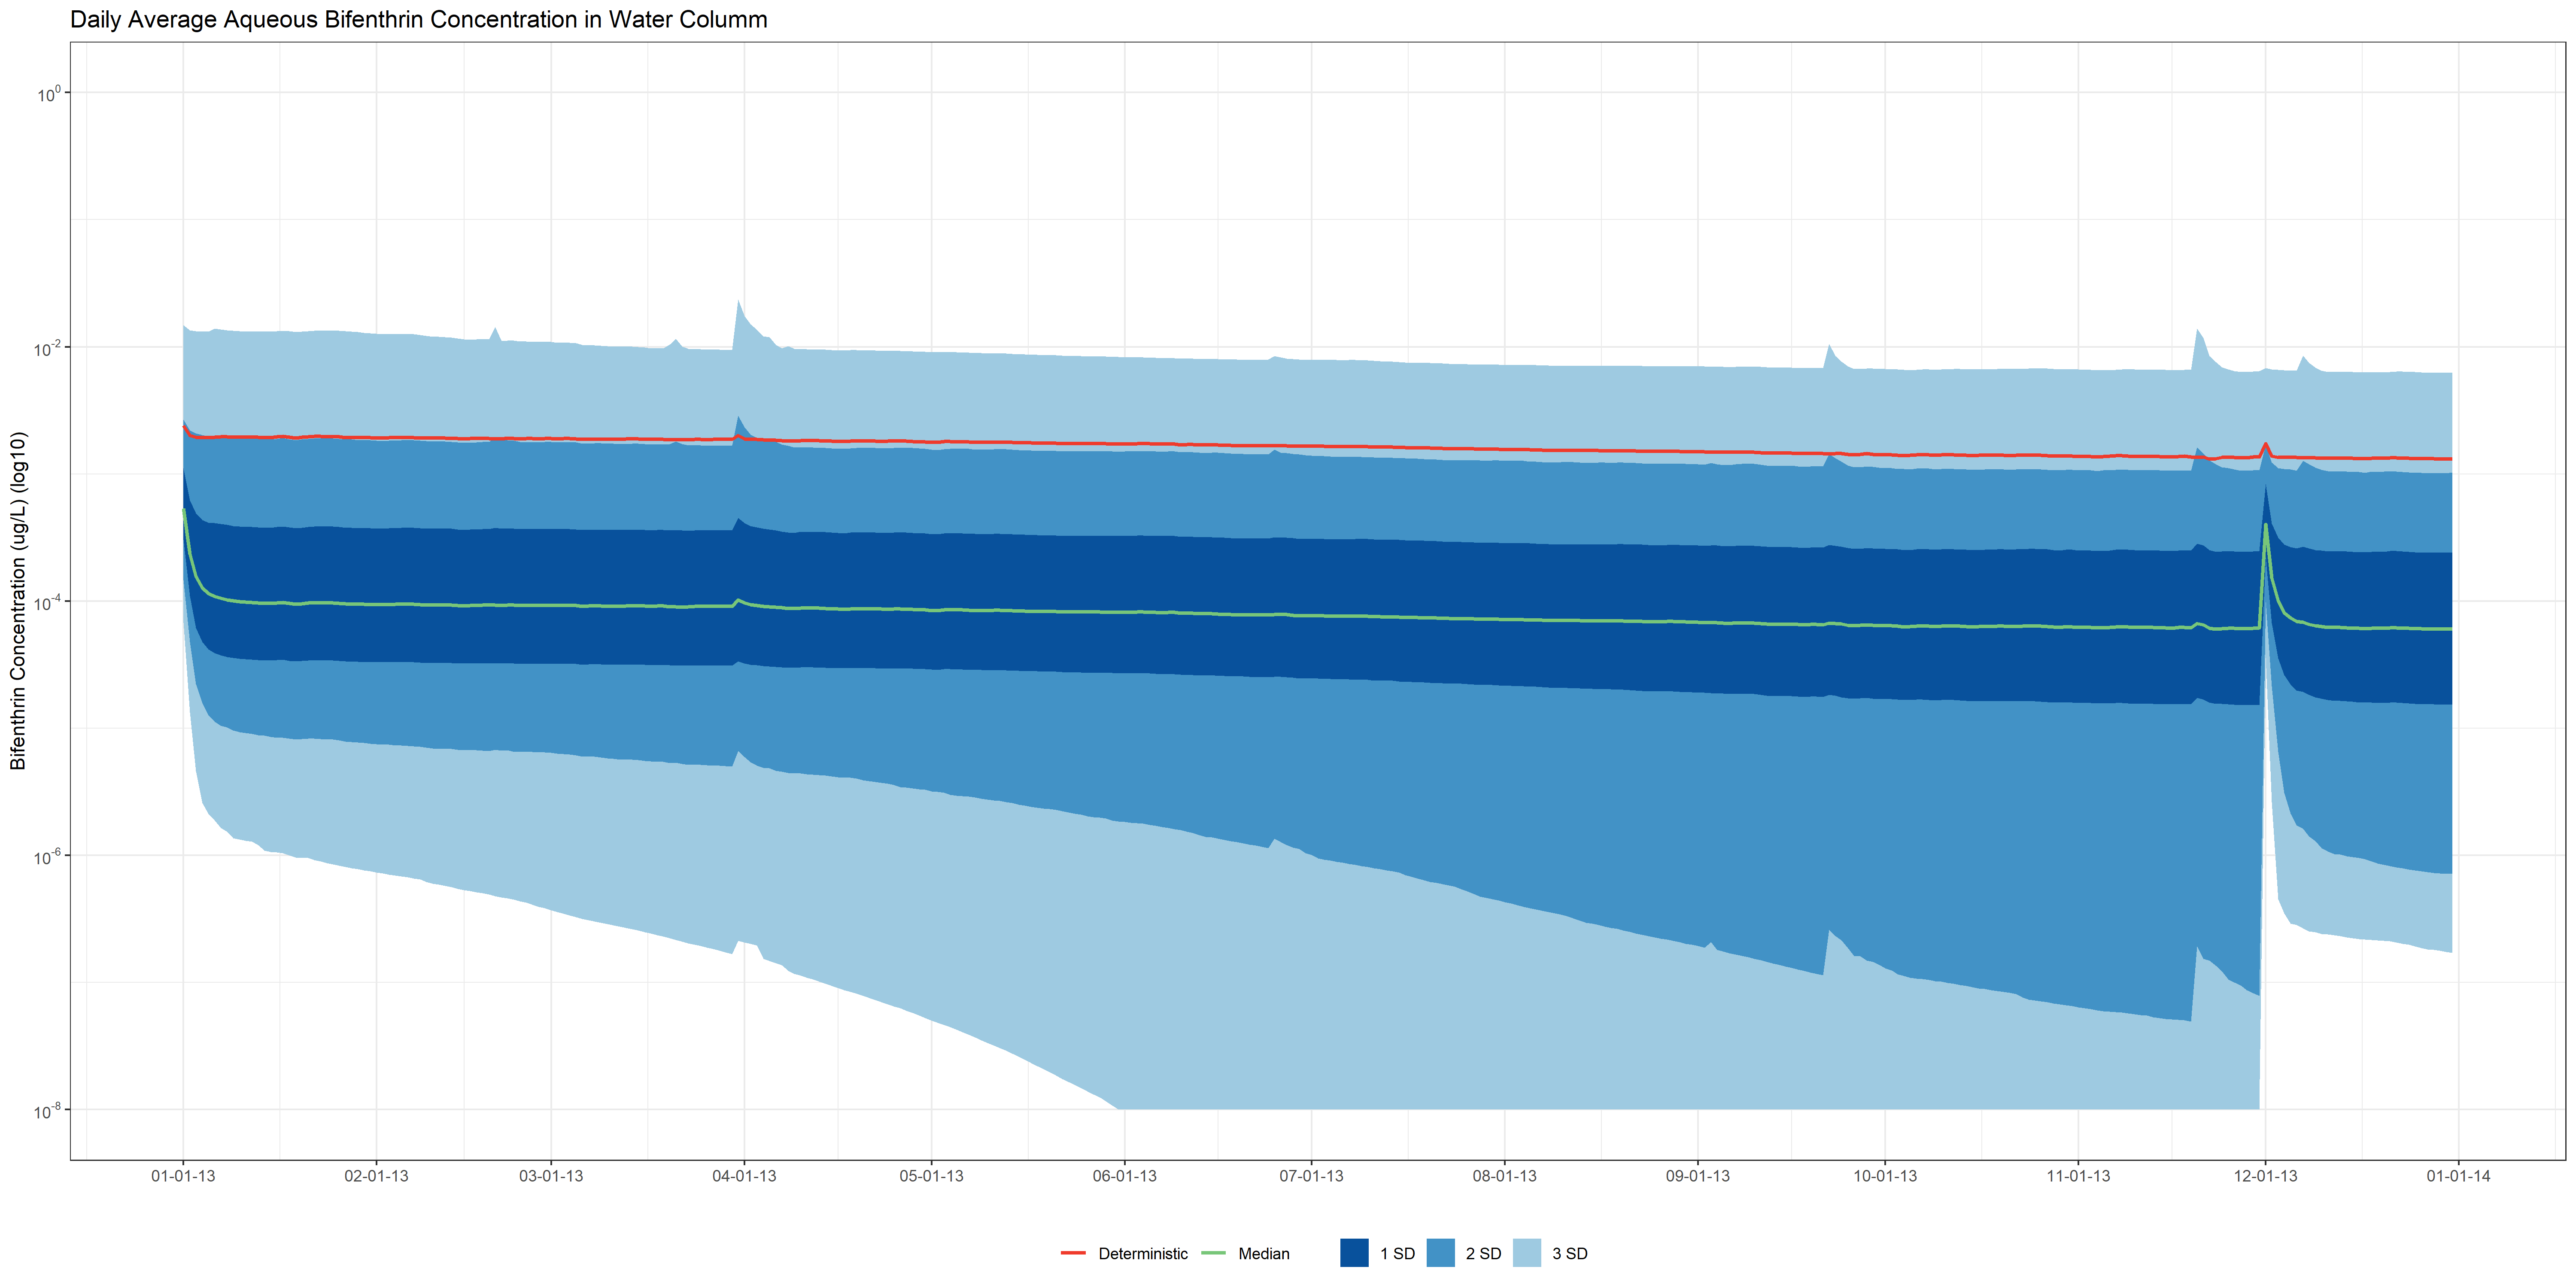 Daily Average Aqueous Bifenthrin Concentration in Water Columm
Bifenthrin Concentration (ug/L) (log10)
10^0
10^-2
10^-4
10^-6
10^-8
01-01-13 02-01-13 03-01-13 04-01-13 05-01-13 06-01-13 07-01-13 08-01-13 09-01-13 10-01-13 11-01-13 12-01-13 01-01-14
Deterministic Median 1 SD 2 SD 3 SD